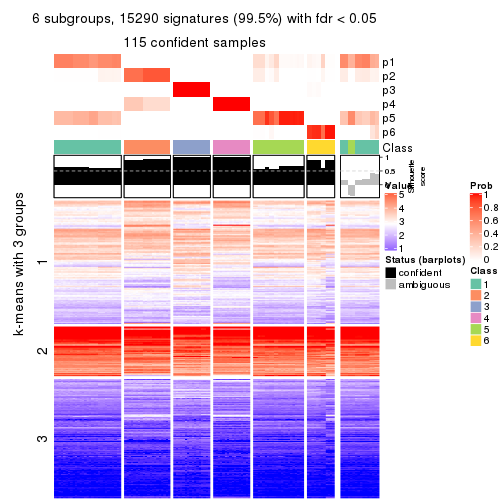 6 subgroups, 15290 signatures (99.5%) with fdr < 0.05
115 confident samples
p1
p2
p3
p4
p5
p6
Class
1
0.5
0
Silhouette
score
k-means with 3 groups
1
2
3
Value
5
4
3
2
1
Status (barplots)
confident
ambiguous
Prob
1
0.8
0.6
0.4
0.2
0
Class
1
2
3
4
5
6